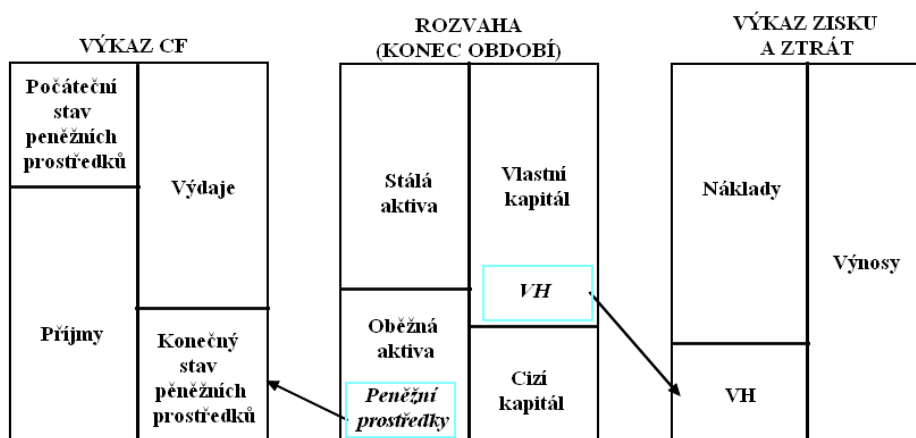 VÝKAZ CF
Počáteční
stav
peněžních
prostředků
Výdaje
Příjmy
Konečný
stav
pěněžních
prostředků
ROZVAHA
(KONEC OBDOBÍ)
Stálá
aktiva
Vlastní
kapitál
VH
Oběžná
aktiva
Peněžní
prostředky
Cizí
kapitál
VÝKAZ ZISKU
A ZTRÁT
Náklady
Výnosy
VH